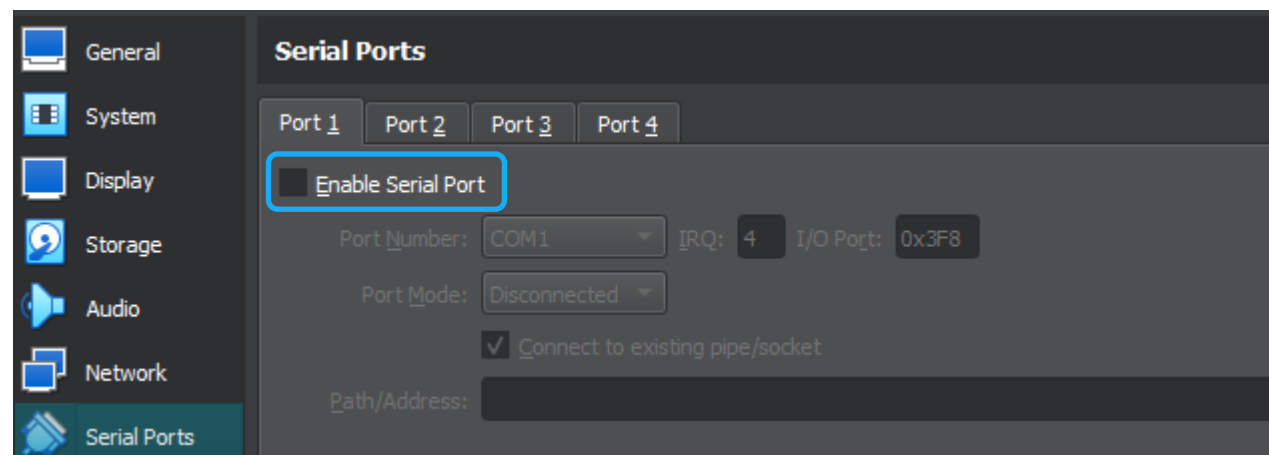 General
System
Display
Storage
Audio
Network
Serial Ports
Serial Ports
Port 1 Port 2 Port 3 Port 4
Enable Serial Port
Port Number: COM1 IRQ: 4 I/O Port: 0x3F8
Port Mode: Disconnected
Connect to existing pipe/socket
Path/Address: